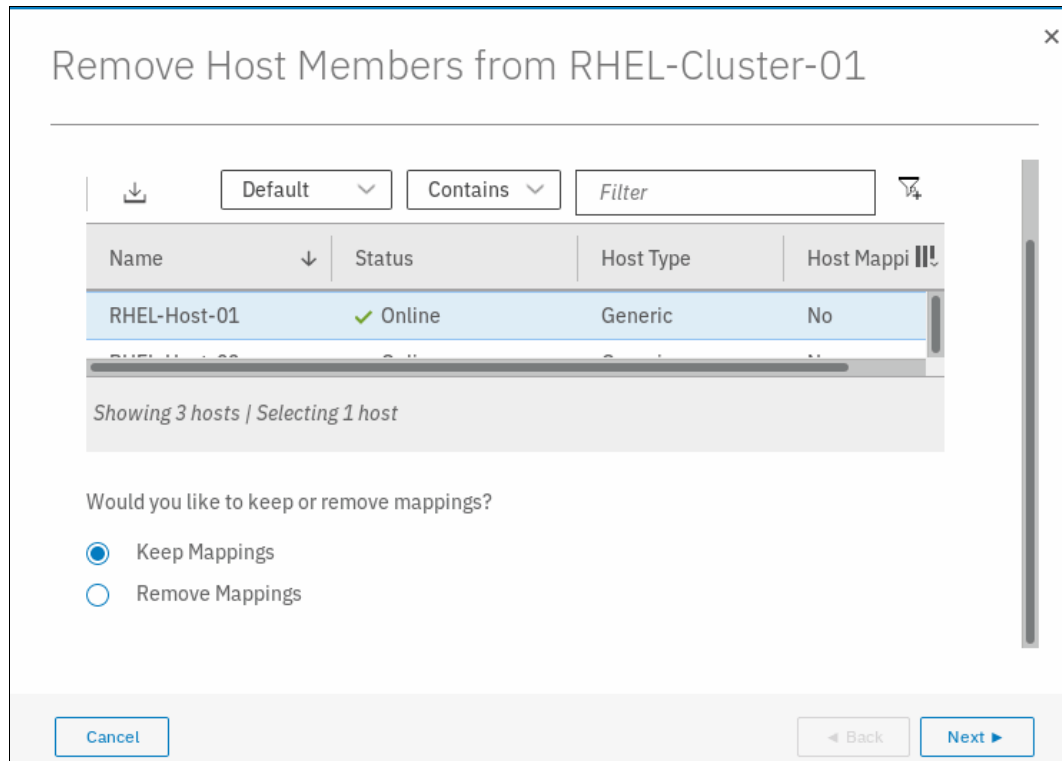 Remove Host Members from RHEL-Cluster-01
Default Contains Filter
Name Status Host Type Host Mappi
RHEL-Host-01 Online Generic No
Showing 3 hosts | Selecting 1 host
Would you like to keep or remove mappings?
Keep Mappings
Remove Mappings
Cancel Back Next